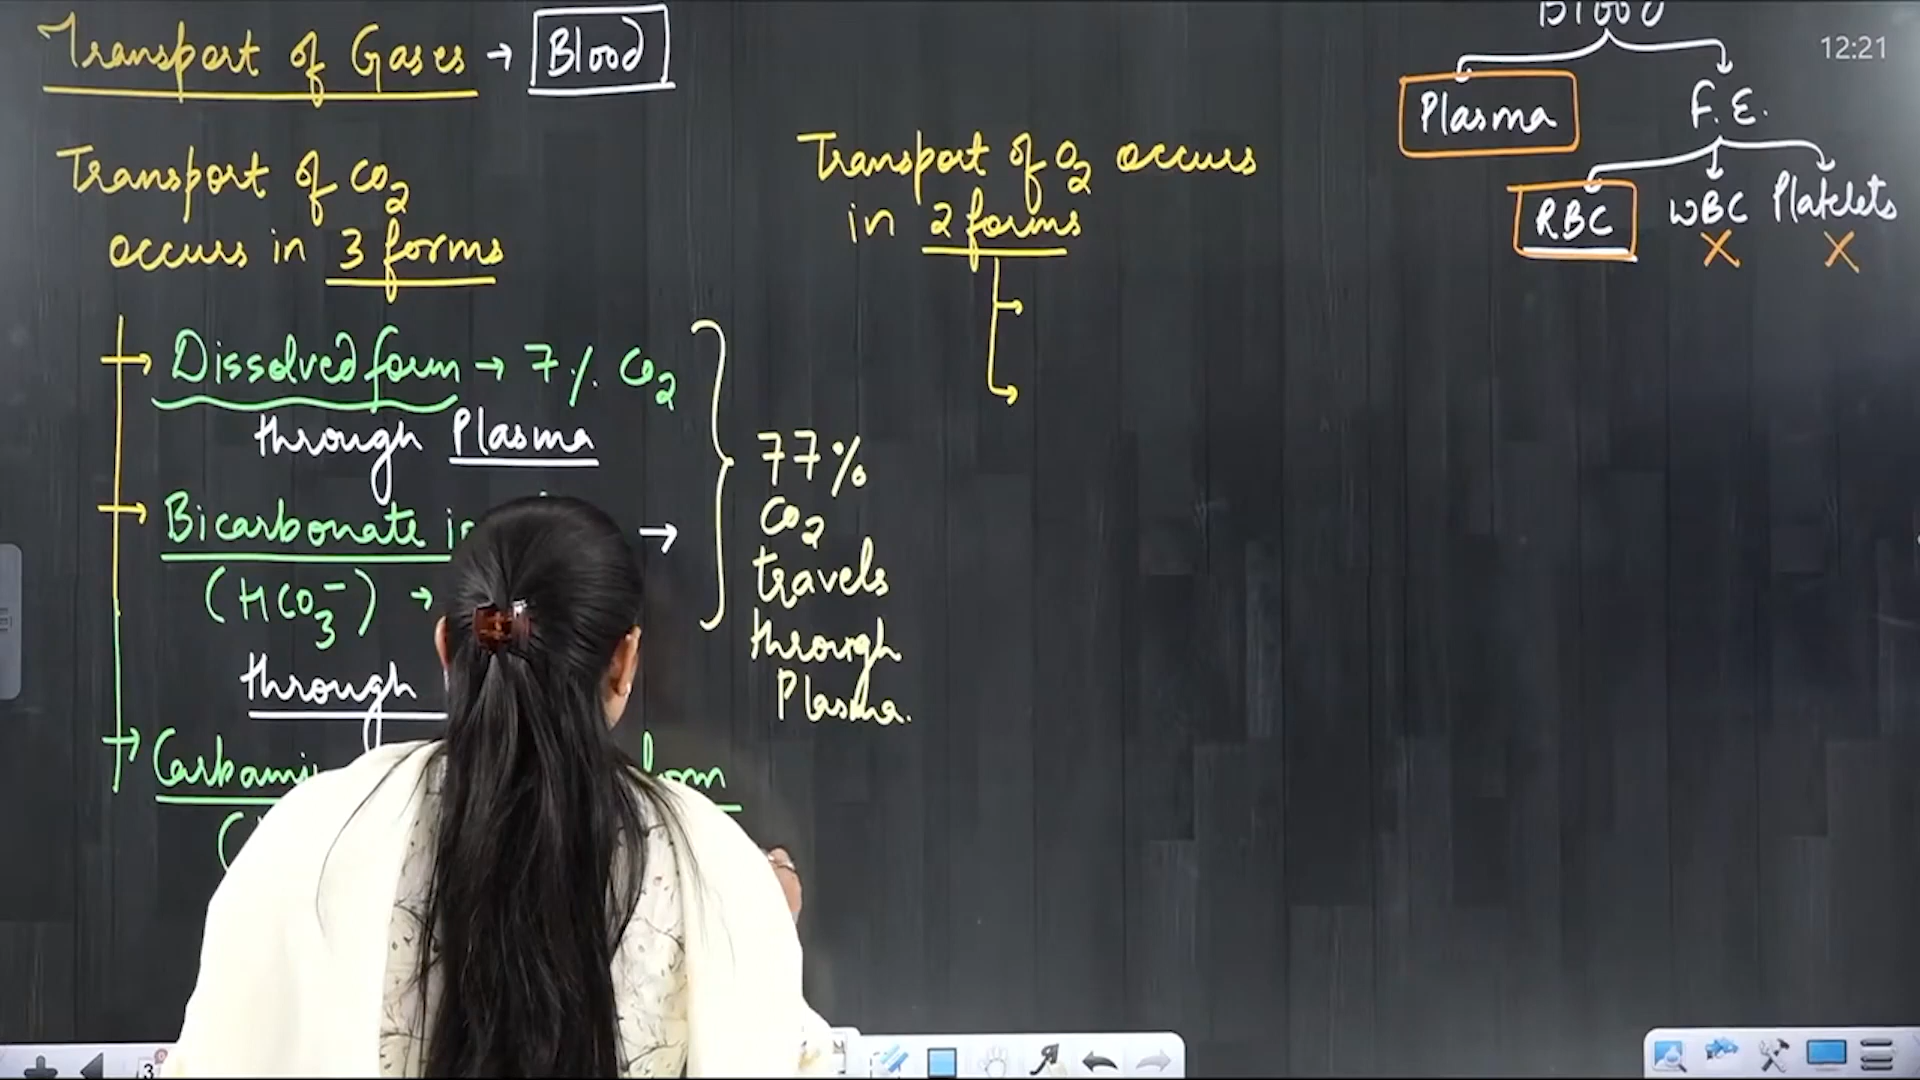 Transport of Gases → Blood
Transport of CO2
occurs in 3 forms
Dissolved form → 7% CO2
through Plasma
Bicarbonate
(HCO3-) →
through
form
77%
CO2
travels
through
Plasma.
Transport of O2 occurs
in 2 forms
Blood
Plasma F.E.
RBC WBC Platelets
X X
12:21